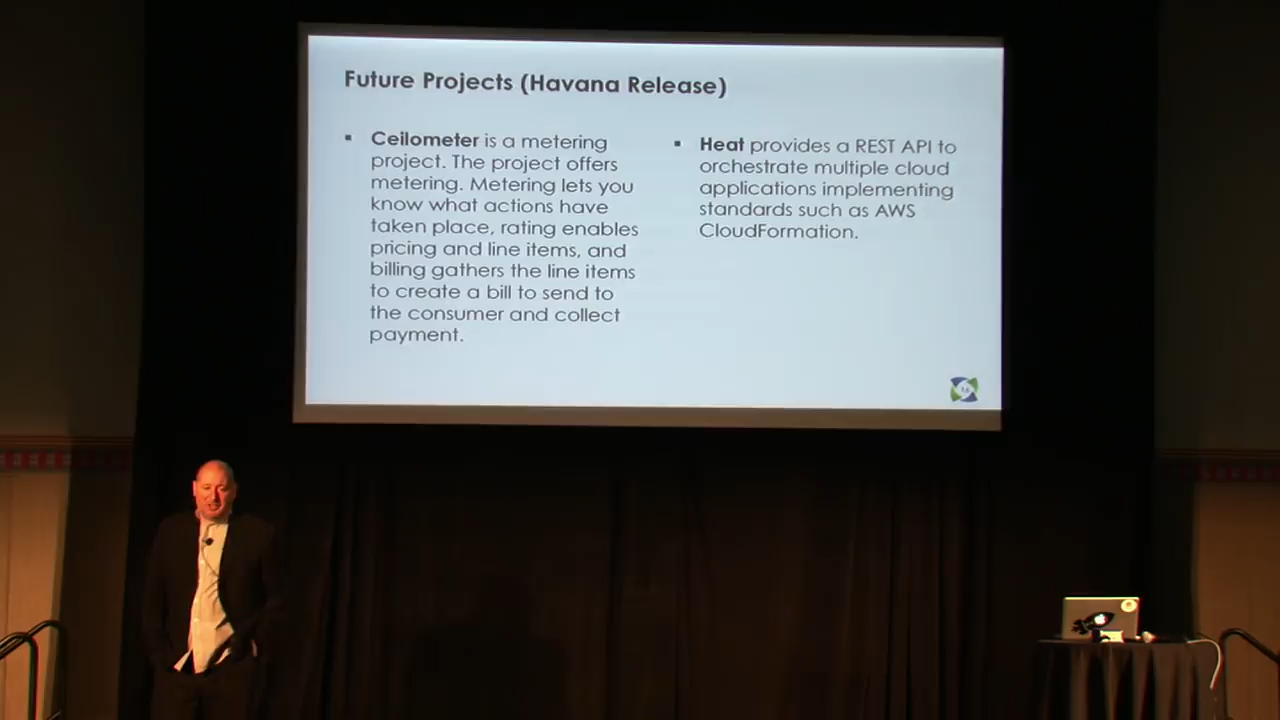 Future Projects (Havana Release)
▪ Ceilometer is a metering
project. The project offers
metering. Metering lets you
know what actions have
taken place, rating enables
pricing and line items, and
billing gathers the line items
to create a bill to send to
the consumer and collect
payment.
▪ Heat provides a REST API to
orchestrate multiple cloud
applications implementing
standards such as AWS
CloudFormation.